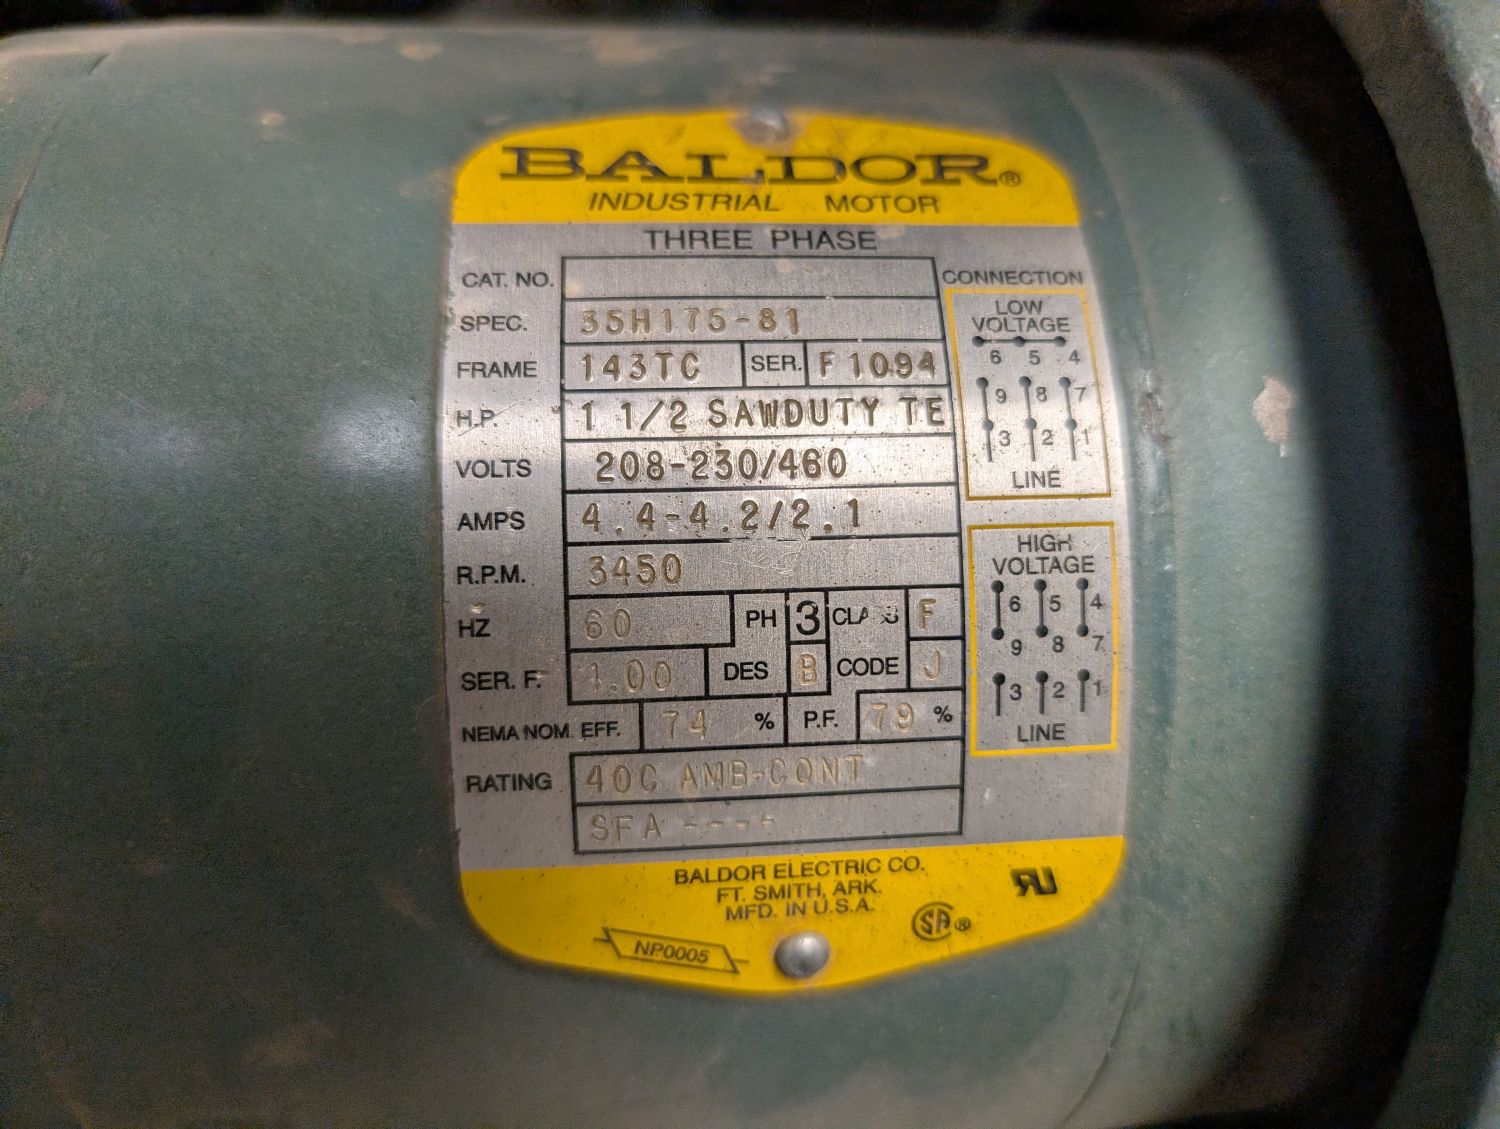 BALDOR®
INDUSTRIAL MOTOR
THREE PHASE
CAT. NO.
SPEC. 35H175-81
FRAME 143TC SER. F1094
H.P. 1 1/2 SAWDUTY TE
VOLTS 208-230/460
AMPS 4.4-4.2/2.1
R.P.M. 3450
HZ 60 PH 3 CLASS F
SER. F. 1.00 DES B CODE J
NEMA NOM. EFF. 74 % P.F. 79 %
RATING 40C AMB-CONT
SFA ----
CONNECTION
LOW
VOLTAGE
6 5 4
9 8 7
3 2 1
LINE
HIGH
VOLTAGE
6 5 4
9 8 7
3 2 1
LINE
BALDOR ELECTRIC CO.
FT. SMITH, ARK.
MFD. IN U.S.A.
NP0005
SA®
RU